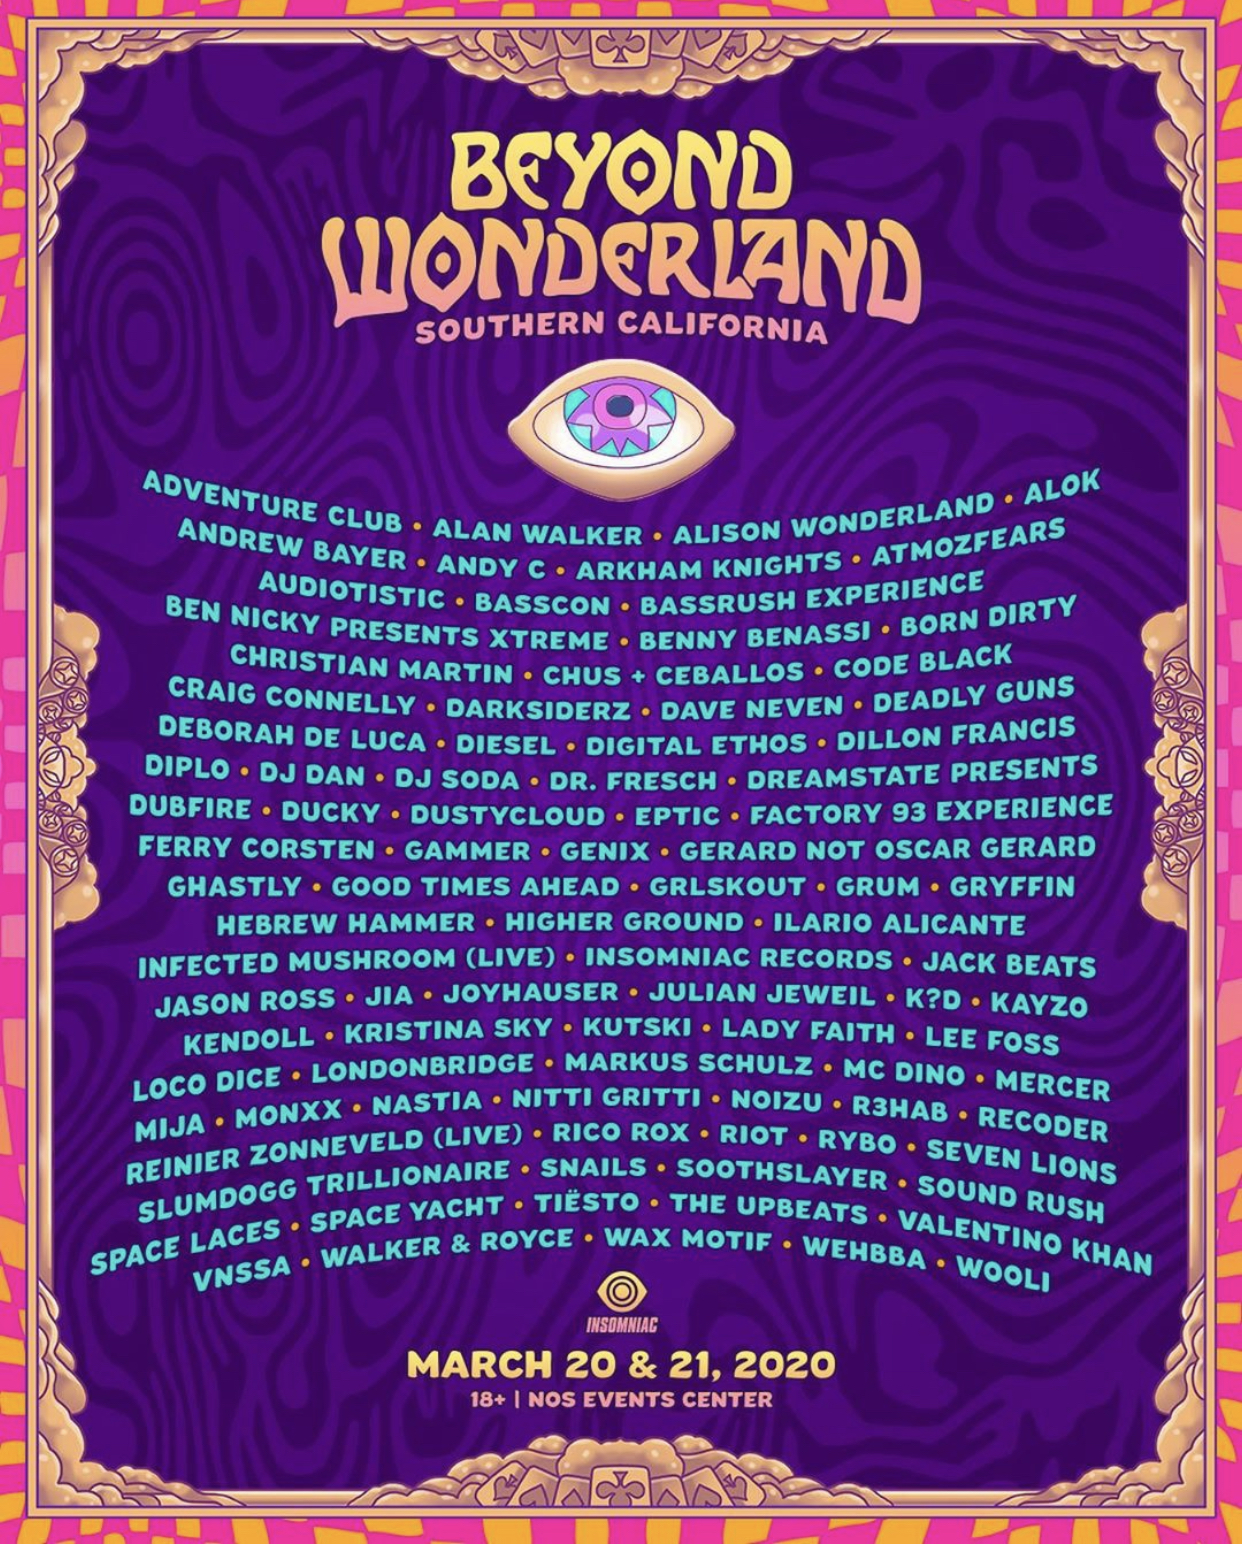 BEYOND
WONDERLAND
SOUTHERN CALIFORNIA
ADVENTURE CLUB • ALAN WALKER • ALISON WONDERLAND • ALOK
ANDREW BAYER • ANDY C • ARKHAM KNIGHTS • ATMOZFEARS
AUDIOTISTIC • BASSCON • BASSRUSH EXPERIENCE
BEN NICKY PRESENTS XTREME • BENNY BENASSI • BORN DIRTY
CHRISTIAN MARTIN • CHUS + CEBALLOS • CODE BLACK
CRAIG CONNELLY • DARKSIDERZ • DAVE NEVEN • DEADLY GUNS
DEBORAH DE LUCA • DIESEL • DIGITAL ETHOS • DILLON FRANCIS
DIPLO • DJ DAN • DJ SODA • DR. FRESCH • DREAMSTATE PRESENTS
DUBFIRE • DUCKY • DUSTYCLOUD • EPTIC • FACTORY 93 EXPERIENCE
FERRY CORSTEN • GAMMER • GENIX • GERARD NOT OSCAR GERARD
GHASTLY • GOOD TIMES AHEAD • GRLSKOUT • GRUM • GRYFFIN
HEBREW HAMMER • HIGHER GROUND • ILARIO ALICANTE
INFECTED MUSHROOM (LIVE) • INSOMNIAC RECORDS • JACK BEATS
JASON ROSS • JIA • JOYHAUSER • JULIAN JEWEIL • K?D • KAYZO
KENDOLL • KRISTINA SKY • KUTSKI • LADY FAITH • LEE FOSS
LOCO DICE • LONDONBRIDGE • MARKUS SCHULZ • MC DINO • MERCER
MIJA • MONXX • NASTIA • NITTI GRITTI • NOIZU • R3HAB • RECODER
REINIER ZONNEVELD (LIVE) • RICO ROX • RIOT • RYBO • SEVEN LIONS
SLUMDOGG TRILLIONAIRE • SNAILS • SOOTHSLAYER • SOUND RUSH
SPACE LACES • SPACE YACHT • TIËSTO • THE UPBEATS • VALENTINO KHAN
VNSSA • WALKER & ROYCE • WAX MOTIF • WEHBBA • WOOLI
INSOMNIAC
MARCH 20 & 21, 2020
18+ | NOS EVENTS CENTER